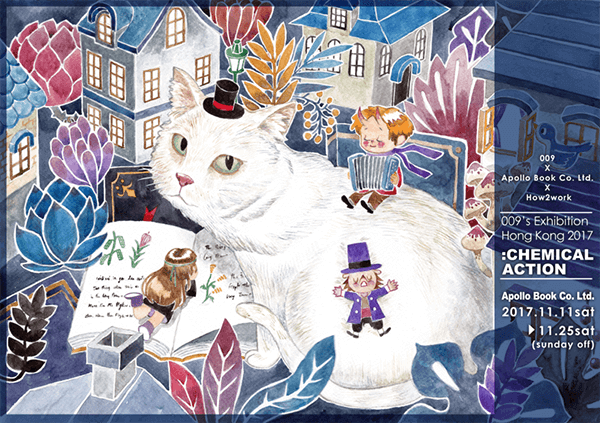 009
X
Apollo Book Co. Ltd.
X
How2work
009's Exhibition
Hong Kong 2017
:CHEMICAL
ACTION
Apollo Book Co. Ltd.
2017.11.11sat
▶11.25sat
(sunday off)